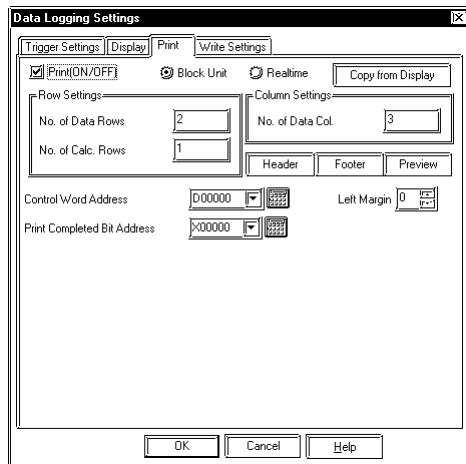 Data Logging Settings
Trigger Settings Display Print Write Settings
Print(ON/OFF) Block Unit Realtime Copy from Display
Row Settings Column Settings
No. of Data Rows 2 No. of Data Col. 3
No. of Calc. Rows 1
Header Footer Preview
Control Word Address D00000 Left Margin 0
Print Completed Bit Address X00000
OK Cancel Help